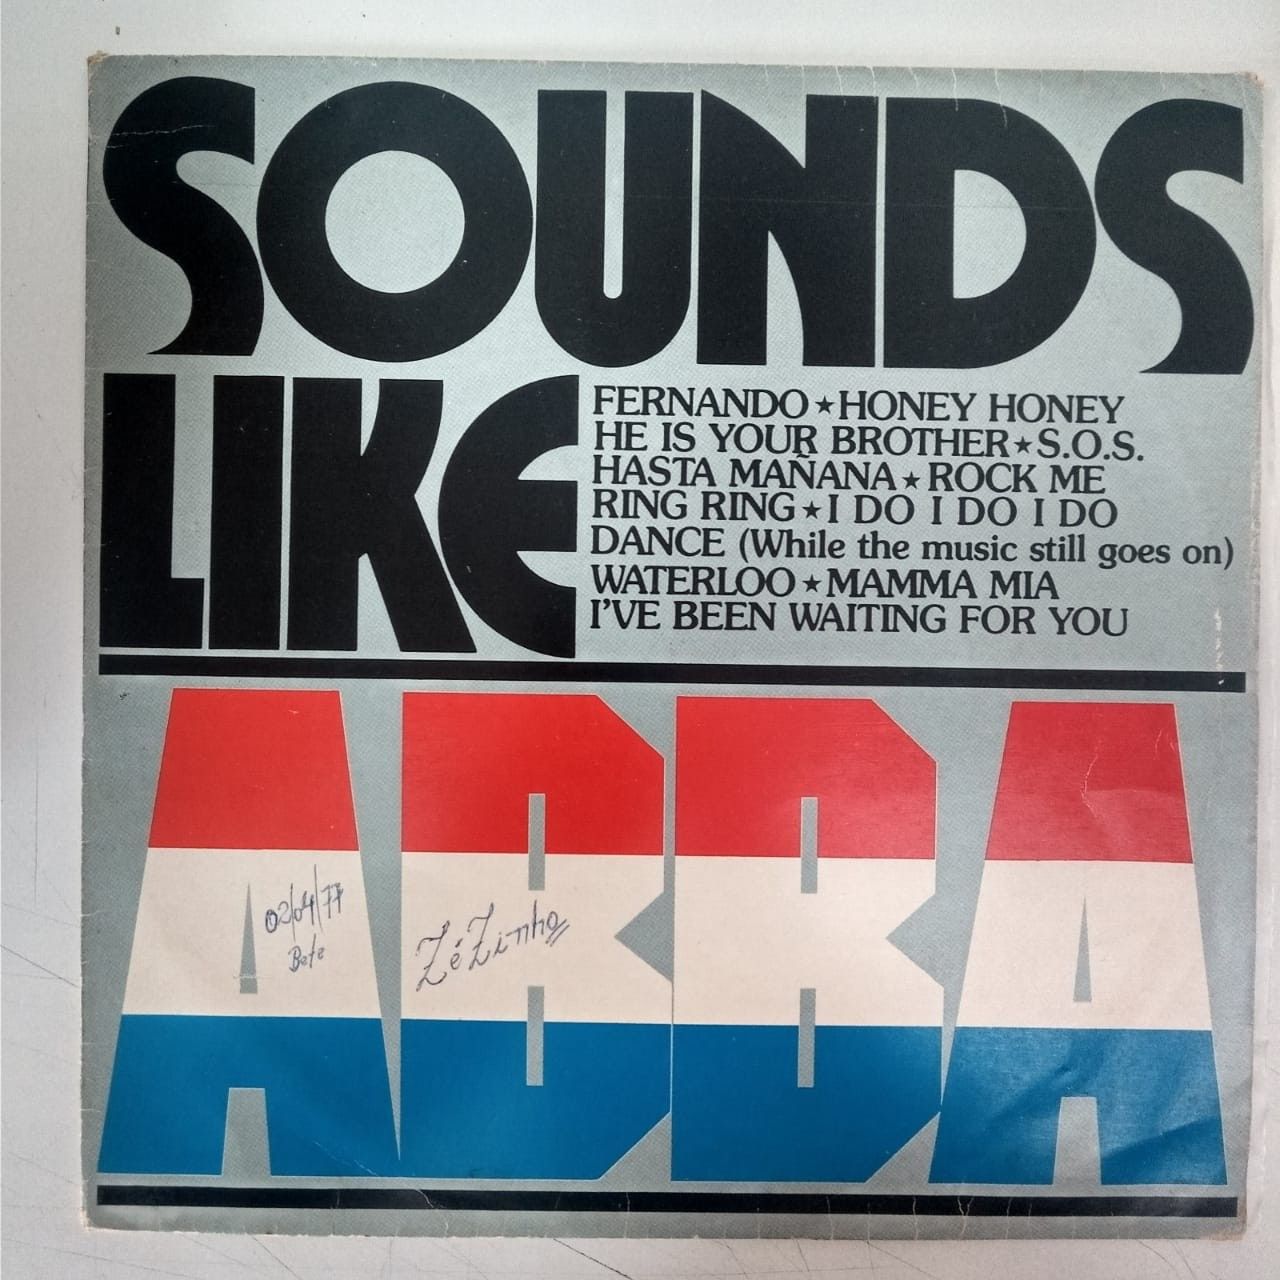 SOUNDS
LIKE
FERNANDO ★ HONEY HONEY
HE IS YOUR BROTHER ★ S.O.S.
HASTA MAÑANA ★ ROCK ME
RING RING ★ I DO I DO I DO
DANCE (While the music still goes on)
WATERLOO ★ MAMMA MIA
I'VE BEEN WAITING FOR YOU
ABBA
02/04/77
Bete
ZéZinho